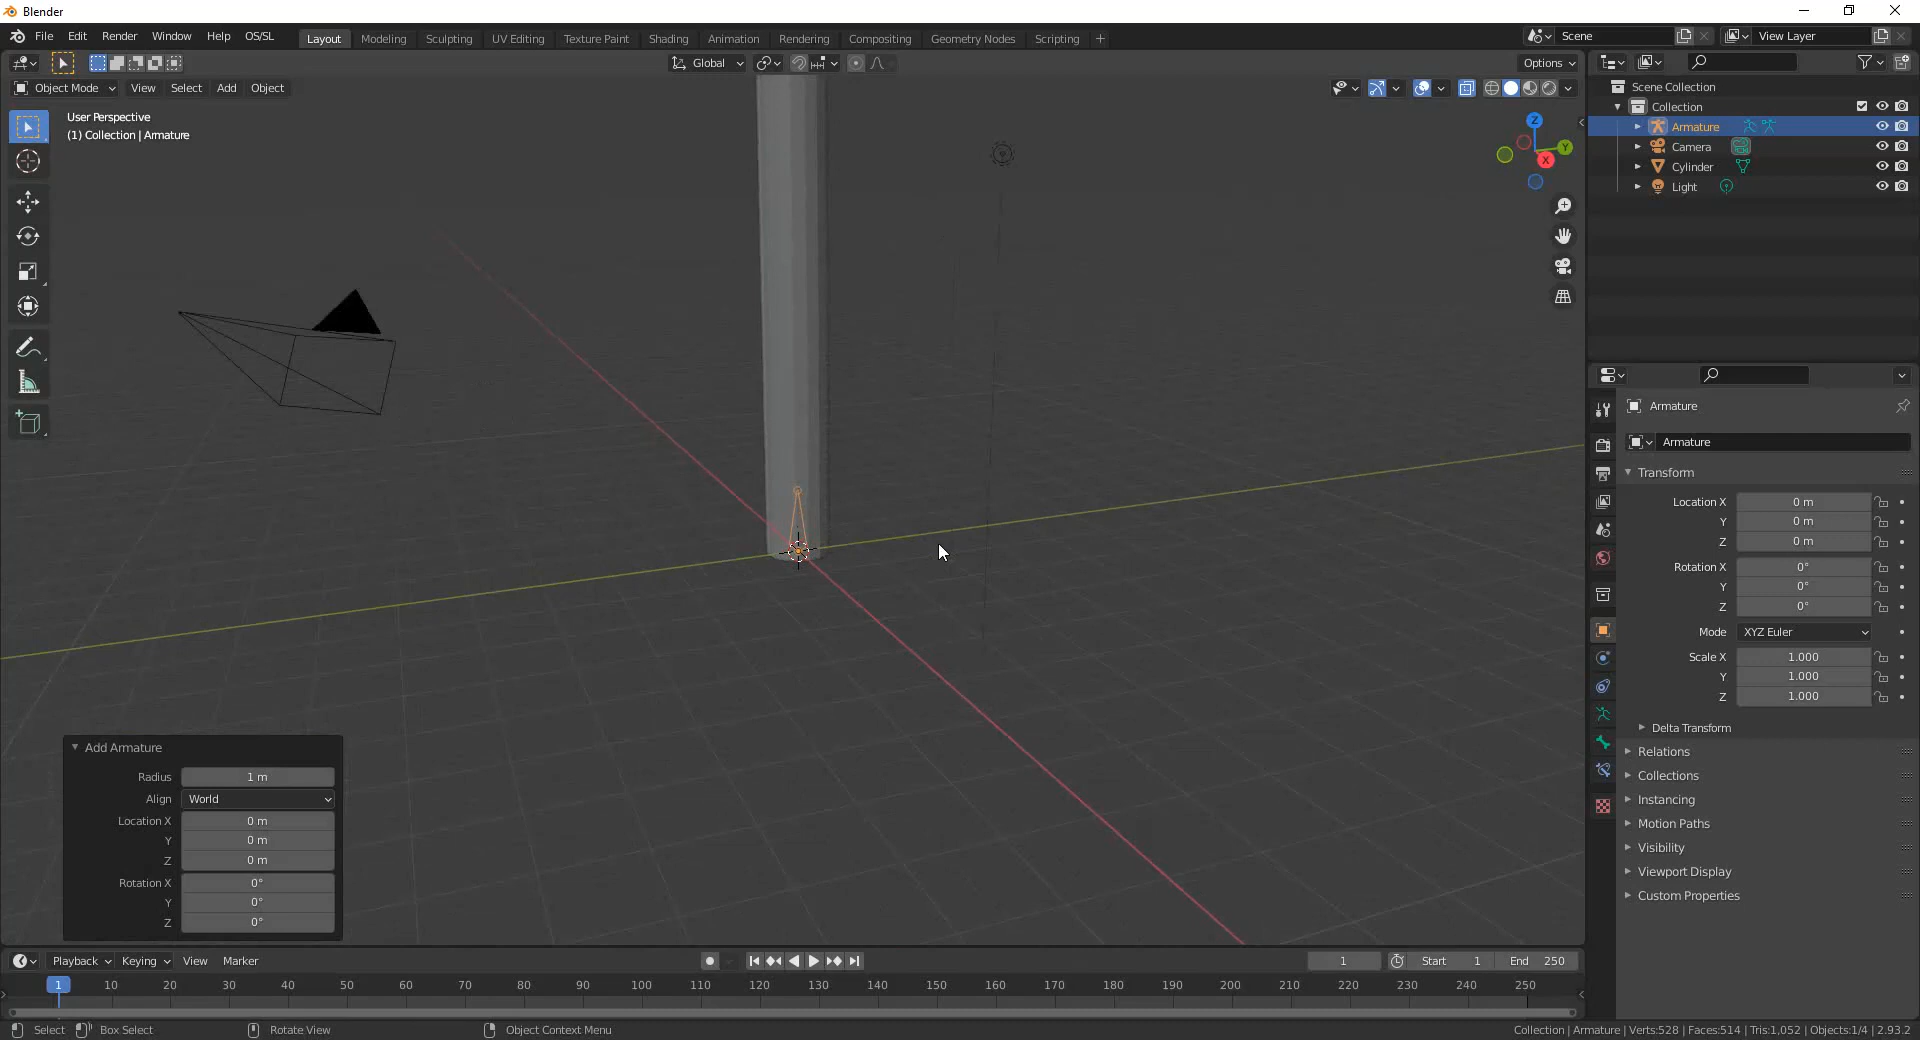 Blender
File Edit Render Window Help OS/SL
Layout Modeling Sculpting UV Editing Texture Paint Shading Animation Rendering Compositing Geometry Nodes Scripting +
Scene
View Layer
Global
Options
Object Mode View Select Add Object
User Perspective
(1) Collection | Armature
Z
Y
X
Scene Collection
Collection
Armature
Camera
Cylinder
Light
Armature
Armature
Transform
Location X 0 m
Y 0 m
Z 0 m
Rotation X 0°
Y 0°
Z 0°
Mode XYZ Euler
Scale X 1.000
Y 1.000
Z 1.000
Delta Transform
Relations
Collections
Instancing
Motion Paths
Visibility
Viewport Display
Custom Properties
Add Armature
Radius 1 m
Align World
Location X 0 m
Y 0 m
Z 0 m
Rotation X 0°
Y 0°
Z 0°
Playback Keying View Marker
1 Start 1 End 250
1 10 20 30 40 50 60 70 80 90 100 110 120 130 140 150 160 170 180 190 200 210 220 230 240 250
Select Box Select Rotate View Object Context Menu
Collection | Armature | Verts:528 | Faces:514 | Tris:1,052 | Objects:1/4 | 2.93.2